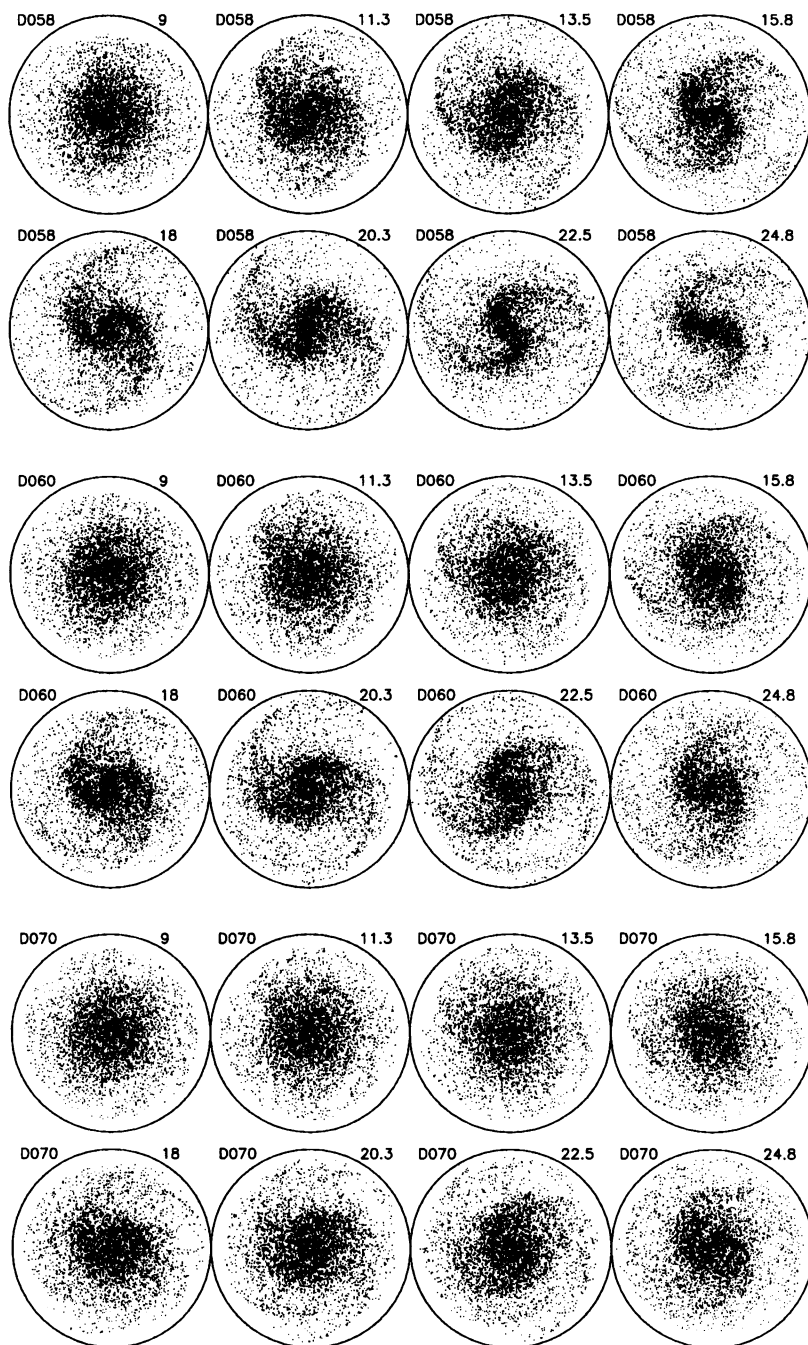 D058 9 D058 11.3 D058 13.5 D058 15.8
D058 18 D058 20.3 D058 22.5 D058 24.8
D060 9 D060 11.3 D060 13.5 D060 15.8
D060 18 D060 20.3 D060 22.5 D060 24.8
D070 9 D070 11.3 D070 13.5 D070 15.8
D070 18 D070 20.3 D070 22.5 D070 24.8